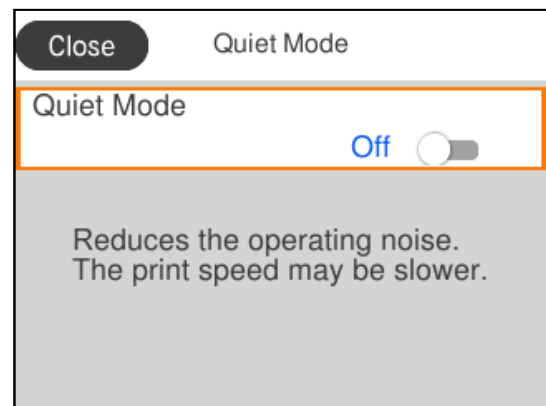 Close Quiet Mode
Quiet Mode
Off
Reduces the operating noise.
The print speed may be slower.